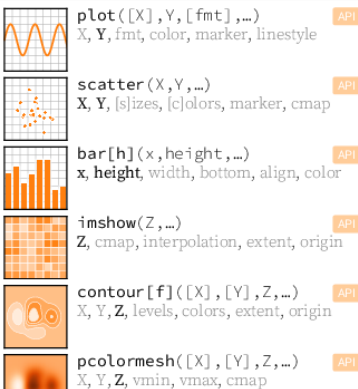 plot([X],Y,[fmt],…) API
X, Y, fmt, color, marker, linestyle
scatter(X,Y,…) API
X, Y, [s]izes, [c]olors, marker, cmap
bar[h](x,height,…) API
x, height, width, bottom, align, color
imshow(Z,…) API
Z, cmap, interpolation, extent, origin
contour[f]([X],[Y],Z,…) API
X, Y, Z, levels, colors, extent, origin
pcolormesh([X],[Y],Z,…) API
X, Y, Z, vmin, vmax, cmap